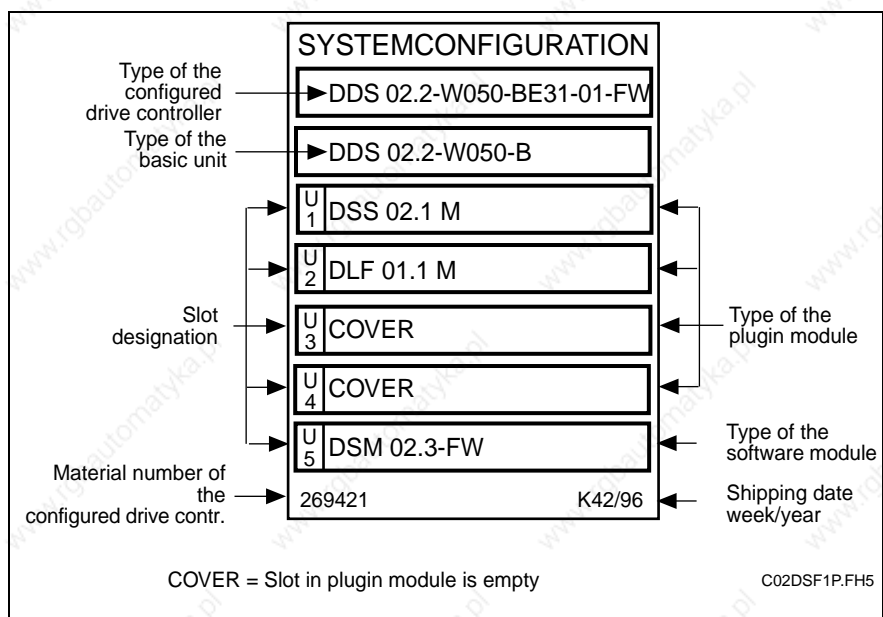 SYSTEMCONFIGURATION
Type of the
configured
drive controller
DDS 02.2-W050-BE31-01-FW
Type of the
basic unit
DDS 02.2-W050-B
U
1
DSS 02.1 M
U
2
DLF 01.1 M
Slot
designation
U
3
COVER
Type of the
plugin module
U
4
COVER
U
5
DSM 02.3-FW
Type of the
software module
Material number of
the
configured drive contr.
269421
K42/96
Shipping date
week/year
COVER = Slot in plugin module is empty
C02DSF1P.FH5
www.rgbautomatyka.pl